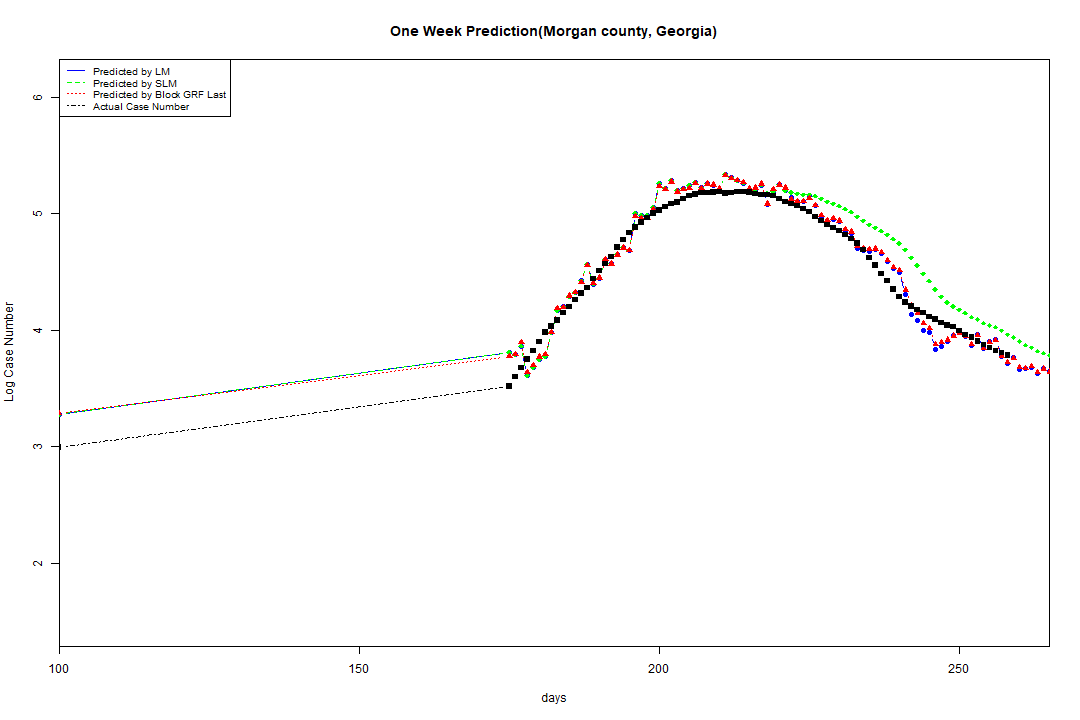 One Week Prediction(Morgan county, Georgia)
Predicted by LM
Predicted by SLM
Predicted by Block GRF Last
Actual Case Number
6
5
4
3
2
Log Case Number
100 150 200 250
days